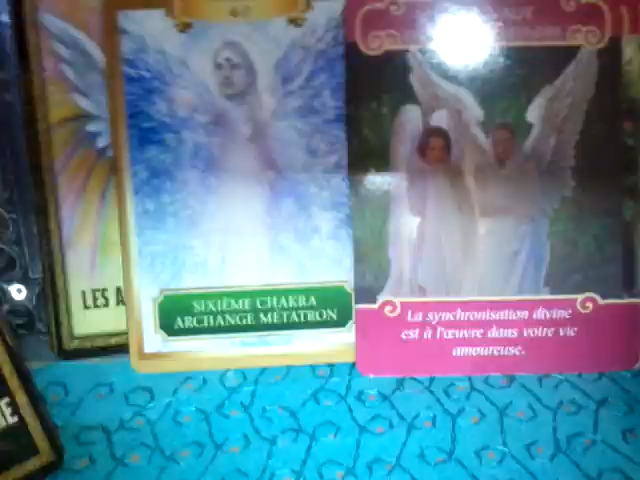 LES A
SIXIÈME CHAKRA
ARCHANGE MÉTATRON
La synchronisation divine
est à l'œuvre dans votre vie
amoureuse.